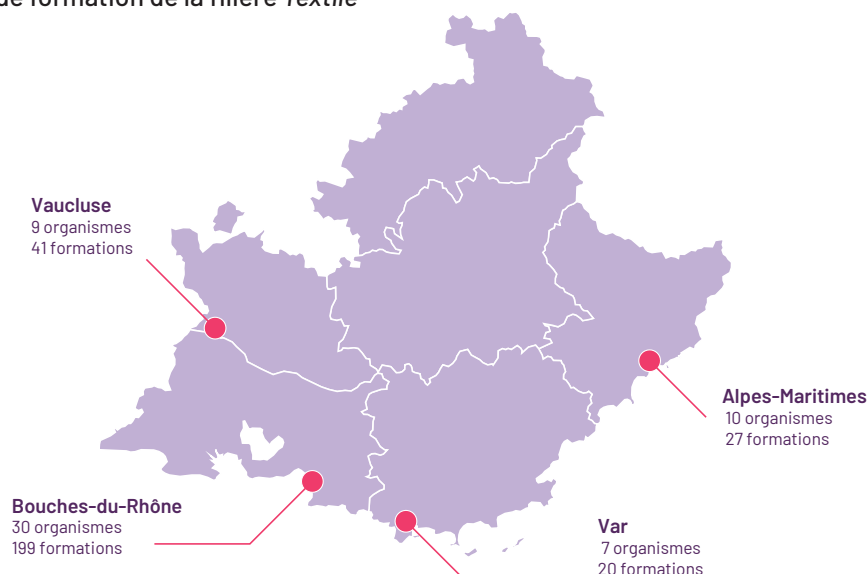 de formation de la filière Textile
Vaucluse
9 organismes
41 formations
Alpes-Maritimes
10 organismes
27 formations
Bouches-du-Rhône
30 organismes
199 formations
Var
7 organismes
20 formations